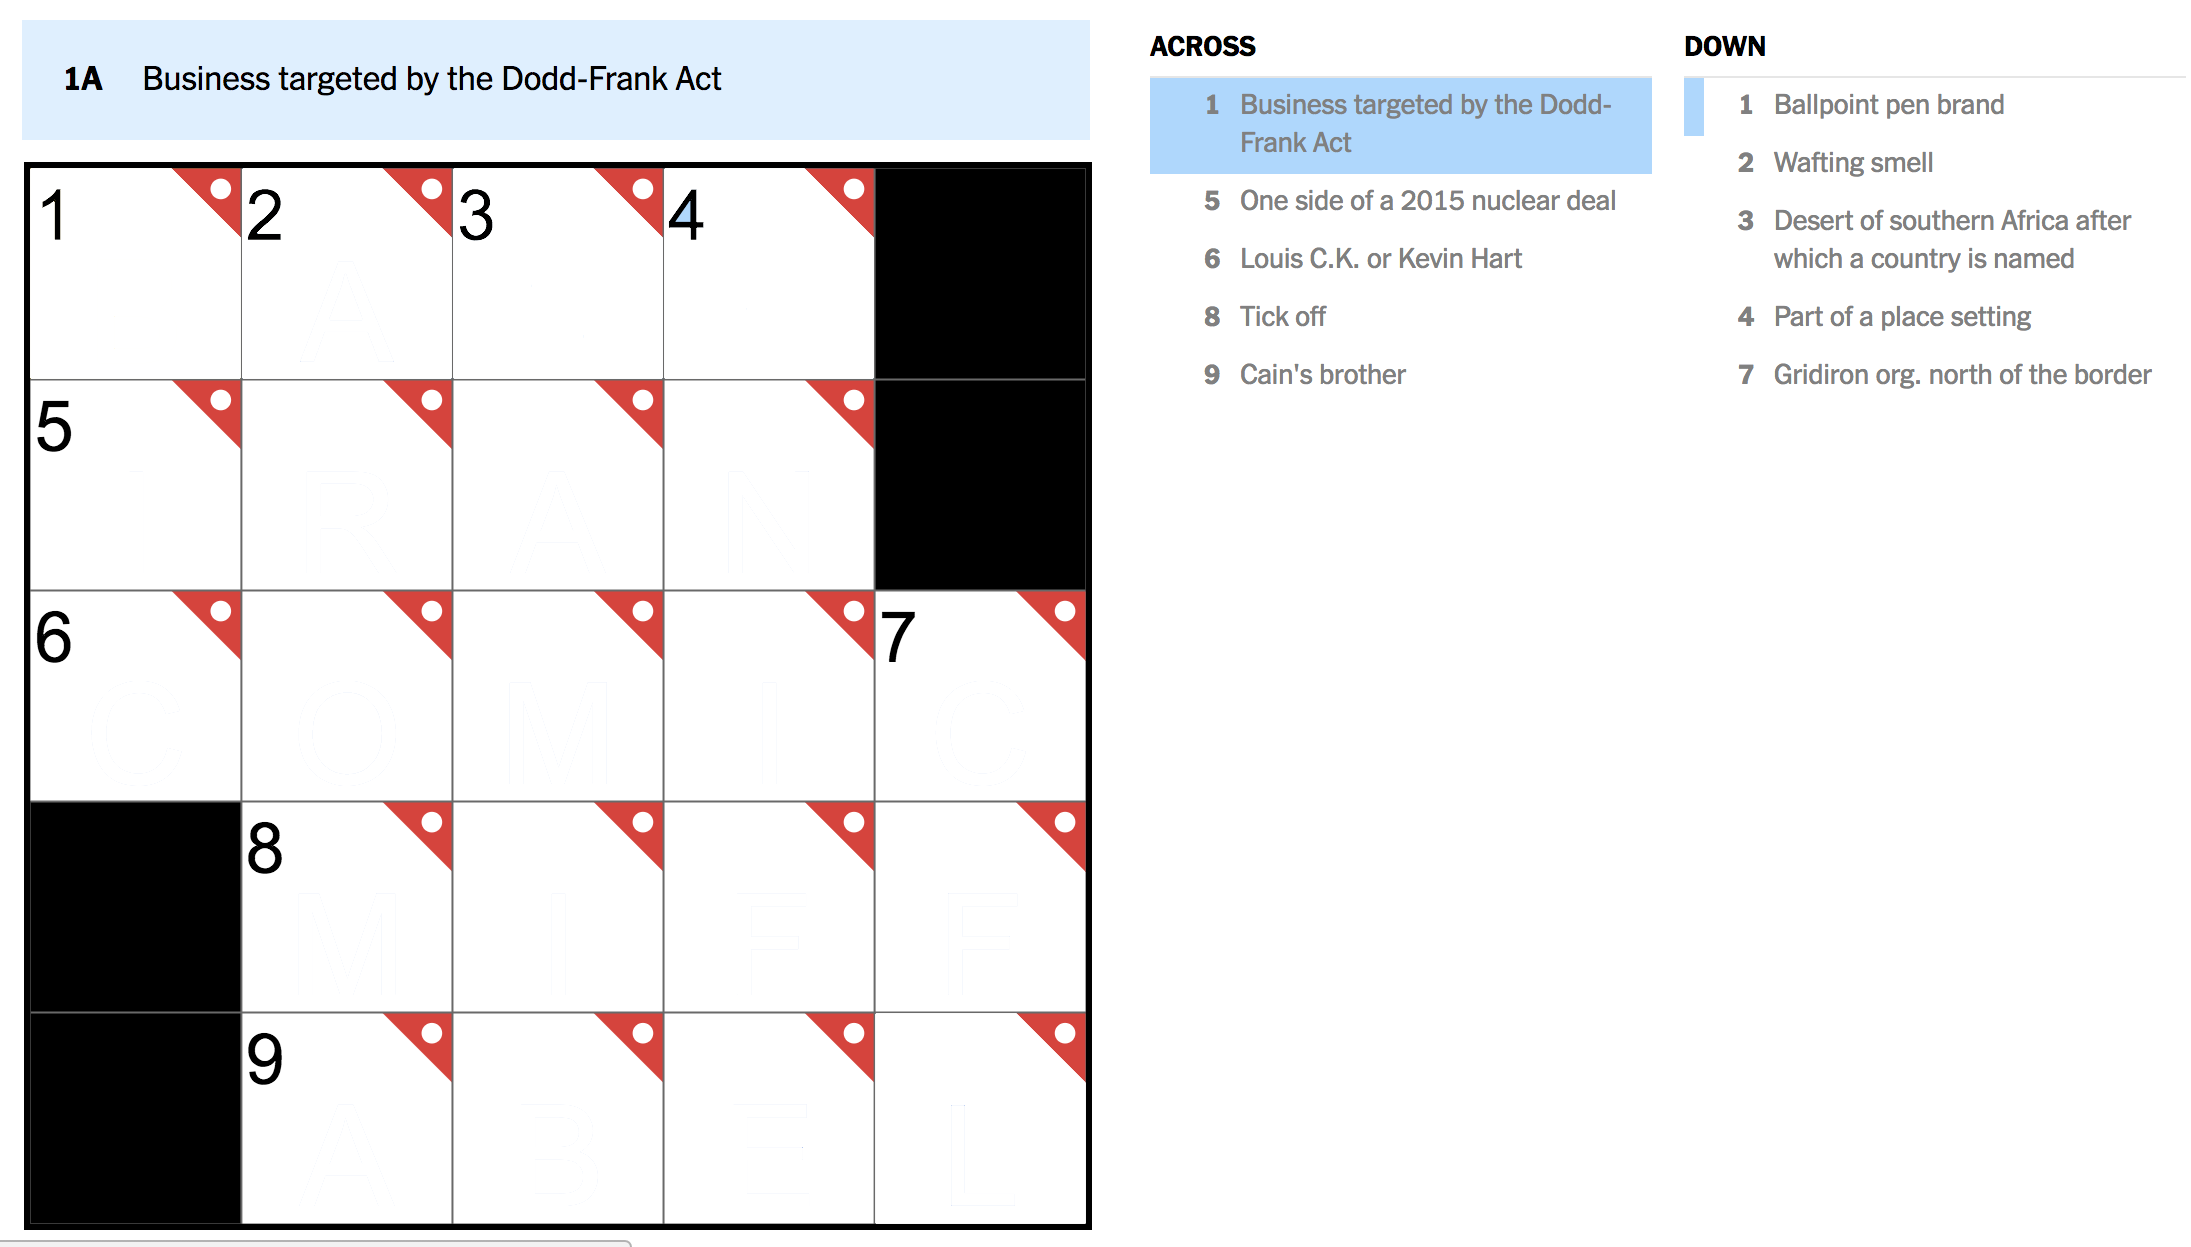 1A Business targeted by the Dodd-Frank Act
1 2 3 4
A
5
R A N
6 7
C O M I C
8
M I F F
9
A B E L
ACROSS
1 Business targeted by the Dodd-
Frank Act
5 One side of a 2015 nuclear deal
6 Louis C.K. or Kevin Hart
8 Tick off
9 Cain's brother
DOWN
1 Ballpoint pen brand
2 Wafting smell
3 Desert of southern Africa after
which a country is named
4 Part of a place setting
7 Gridiron org. north of the border